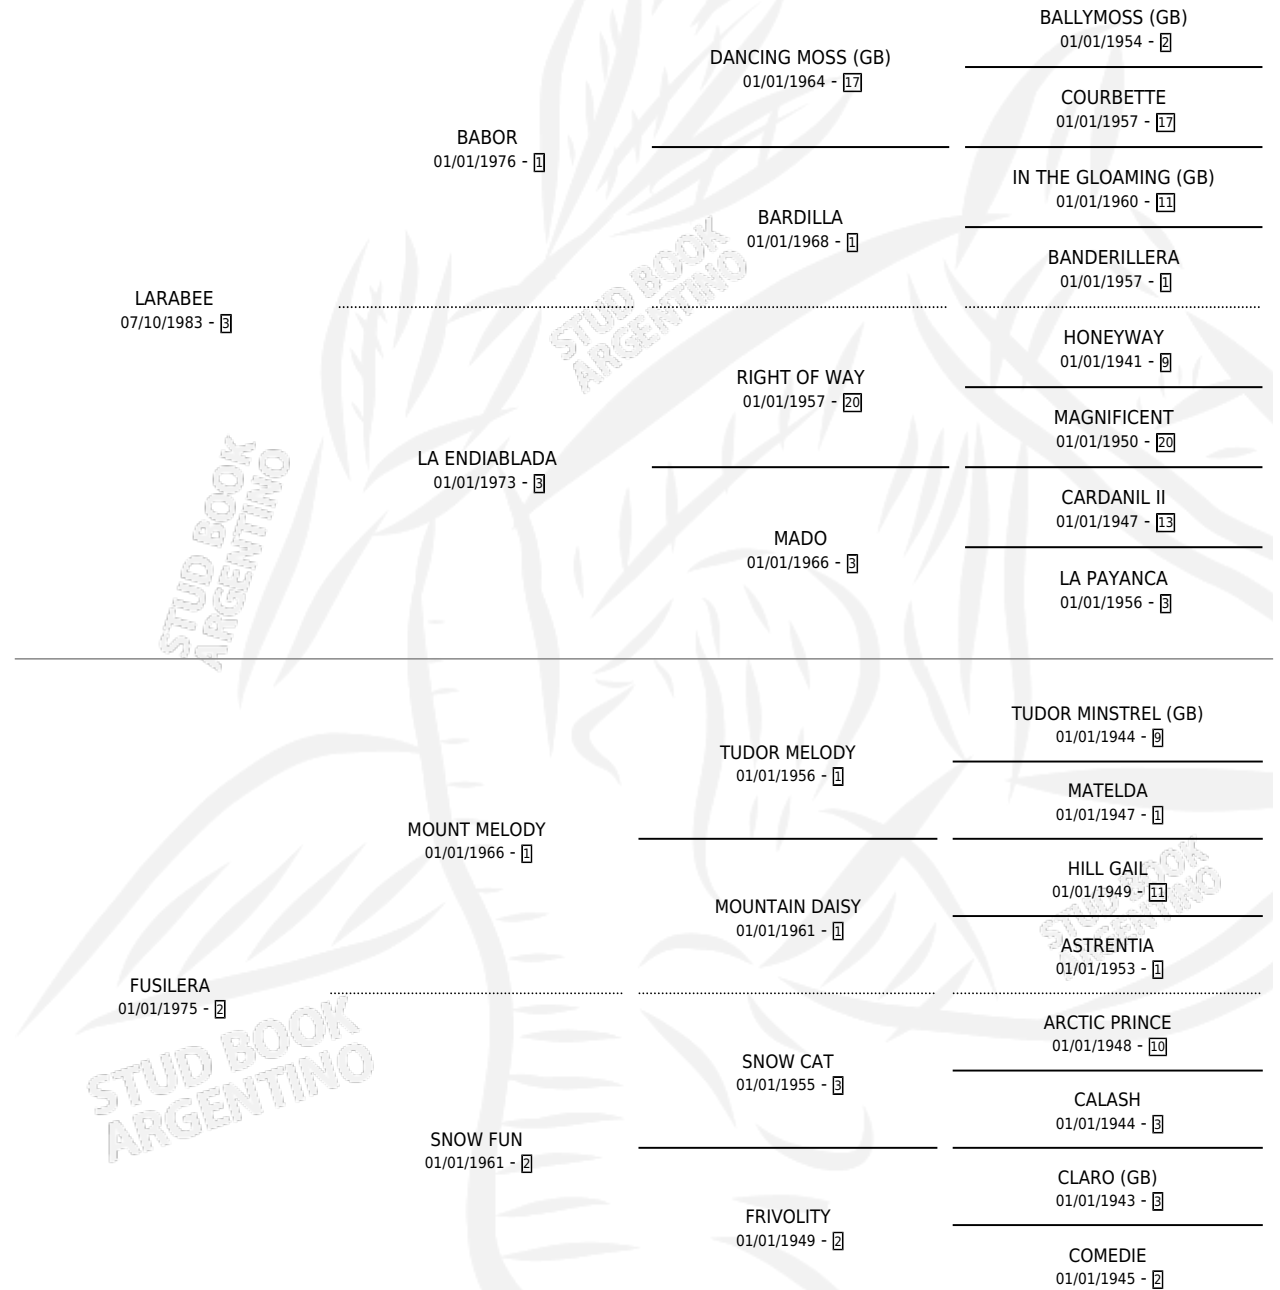 BALLYMOSS (GB)
01/01/1954 - 2
DANCING MOSS (GB)
01/01/1964 - 17
COURBETTE
01/01/1957 - 17
BABOR
01/01/1976 - 1
IN THE GLOAMING (GB)
01/01/1960 - 11
BARDILLA
01/01/1968 - 1
BANDERILLERA
01/01/1957 - 1
LARABEE
07/10/1983 - 3
HONEYWAY
01/01/1941 - 9
RIGHT OF WAY
01/01/1957 - 20
MAGNIFICENT
01/01/1950 - 20
LA ENDIABLADA
01/01/1973 - 3
CARDANIL II
01/01/1947 - 13
MADO
01/01/1966 - 3
LA PAYANCA
01/01/1956 - 3
TUDOR MINSTREL (GB)
01/01/1944 - 9
TUDOR MELODY
01/01/1956 - 1
MATELDA
01/01/1947 - 1
MOUNT MELODY
01/01/1966 - 1
HILL GAIL
01/01/1949 - 11
MOUNTAIN DAISY
01/01/1961 - 1
ASTRENTIA
01/01/1953 - 1
FUSILERA
01/01/1975 - 2
ARCTIC PRINCE
01/01/1948 - 10
SNOW CAT
01/01/1955 - 3
CALASH
01/01/1944 - 3
SNOW FUN
01/01/1961 - 2
CLARO (GB)
01/01/1943 - 3
FRIVOLITY
01/01/1949 - 2
COMEDIE
01/01/1945 - 2
STUD BOOK
ARGENTINO
STUD BOOK
ARGENTINO
STUD BOOK
ARGENTINO
STUD BOOK
ARGENTINO